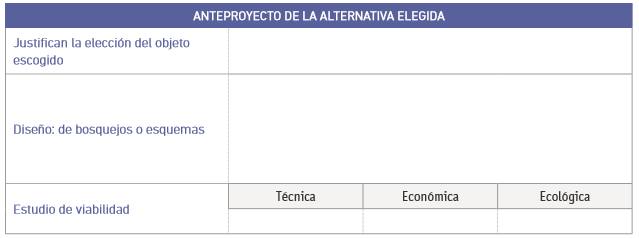 ANTEPROYECTO DE LA ALTERNATIVA ELEGIDA
Justifican la elección del objeto
escogido
Diseño: de bosquejos o esquemas
Estudio de viabilidad
Técnica
Económica
Ecológica